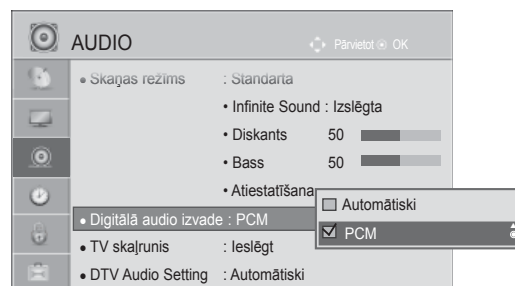 AUDIO Pārvietot OK
• Skaņas režīms : Standarta
• Infinite Sound : Izslēgta
• Diskants 50
• Bass 50
• Atiestatīšana
• Digitālā audio izvade : PCM
• TV skaļrunis : Ieslēgt
• DTV Audio Setting : Automātiski
Automātiski
PCM